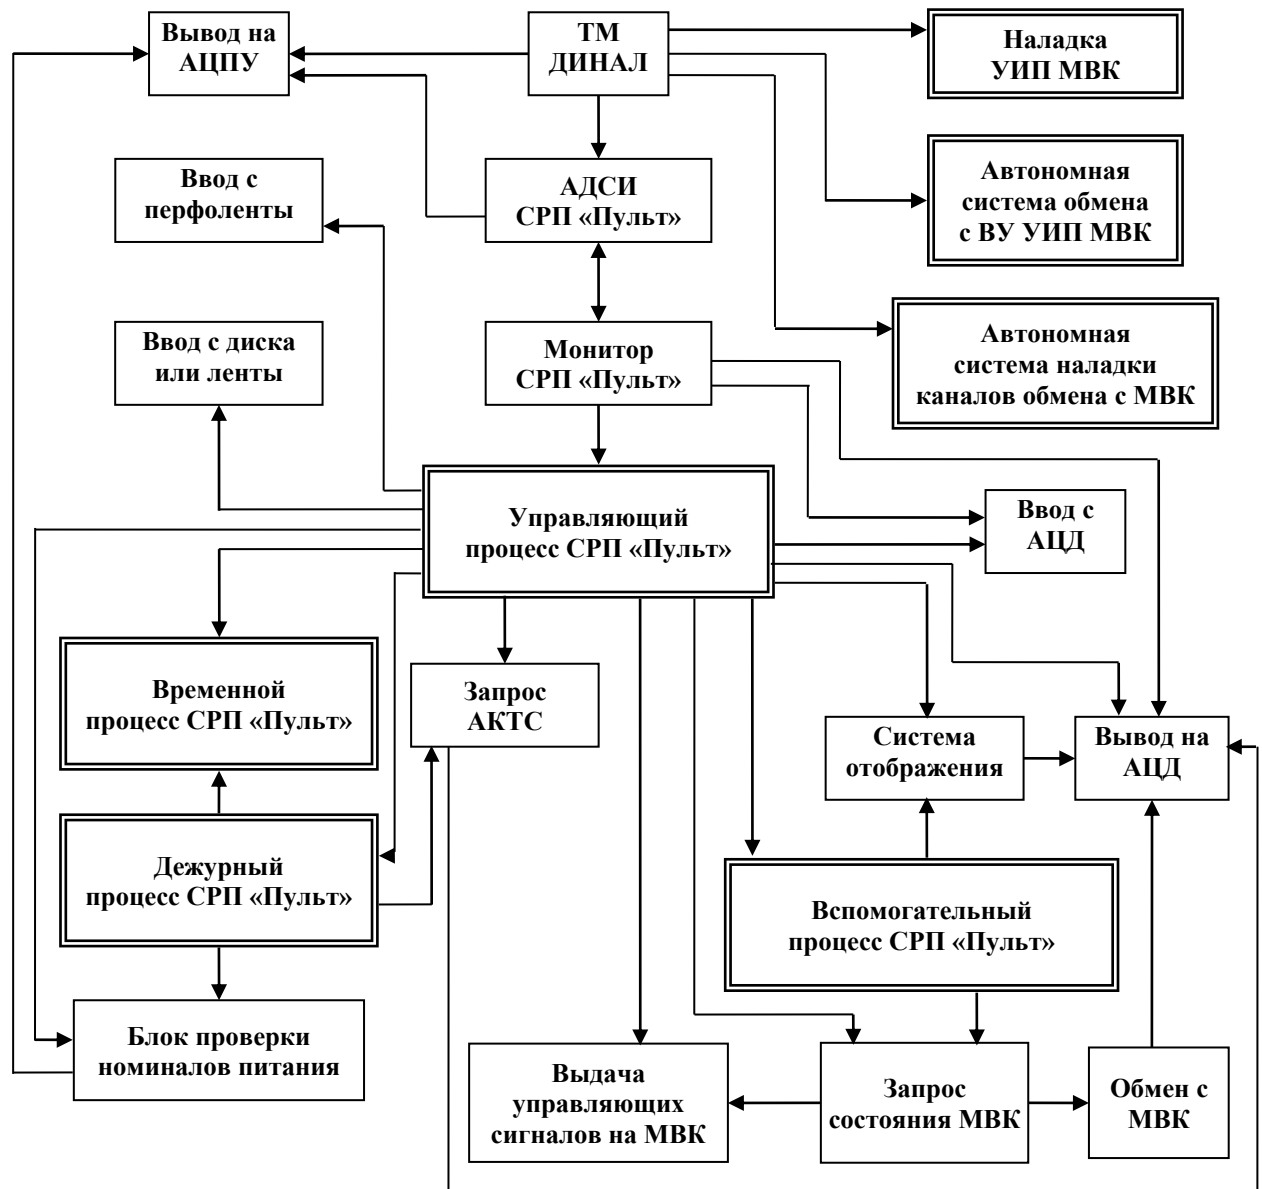 Вывод на
АЦПУ
ТМ
ДИНАЛ
Наладка
УИП МВК
Ввод с
перфоленты
АДСИ
СРП «Пульт»
Автономная
система обмена
с ВУ УИП МВК
Ввод с диска
или ленты
Монитор
СРП «Пульт»
Автономная
система наладки
каналов обмена с МВК
Управляющий
процесс СРП «Пульт»
Ввод с
АЦД
Временной
процесс СРП «Пульт»
Запрос
АКТС
Система
отображения
Вывод на
АЦД
Дежурный
процесс СРП «Пульт»
Вспомогательный
процесс СРП «Пульт»
Блок проверки
номиналов питания
Выдача
управляющих
сигналов на МВК
Запрос
состояния МВК
Обмен с
МВК